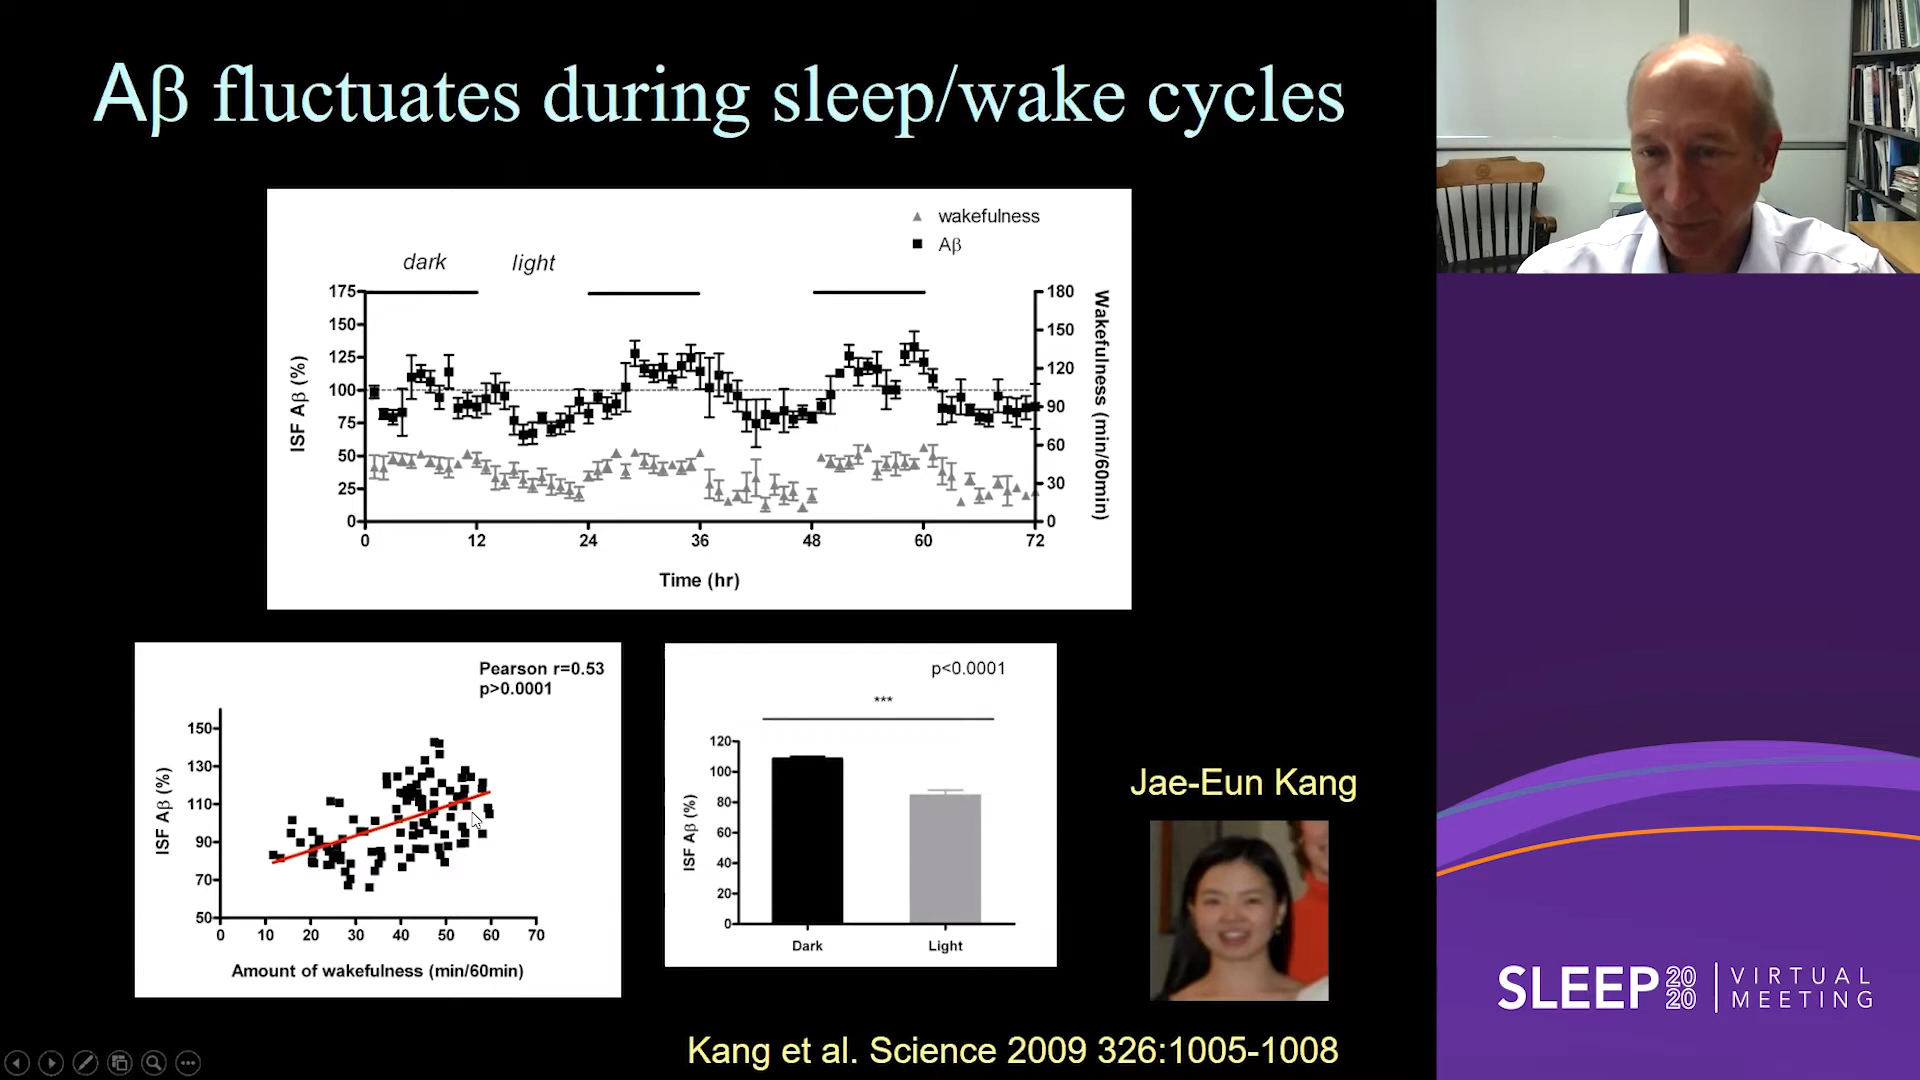 Aβ fluctuates during sleep/wake cycles
wakefulness
Aβ
dark
light
175
150
125
100
75
50
25
0
ISF Aβ (%)
180
150
120
90
60
30
0
Wakefulness (min/60min)
0 12 24 36 48 60 72
Time (hr)
Pearson r=0.53
p>0.0001
150
130
110
90
70
50
ISF Aβ (%)
0 10 20 30 40 50 60 70
Amount of wakefulness (min/60min)
p<0.0001
***
120
100
80
60
40
20
0
ISF Aβ (%)
Dark Light
Jae-Eun Kang
Kang et al. Science 2009 326:1005-1008
SLEEP 2020 | VIRTUAL MEETING